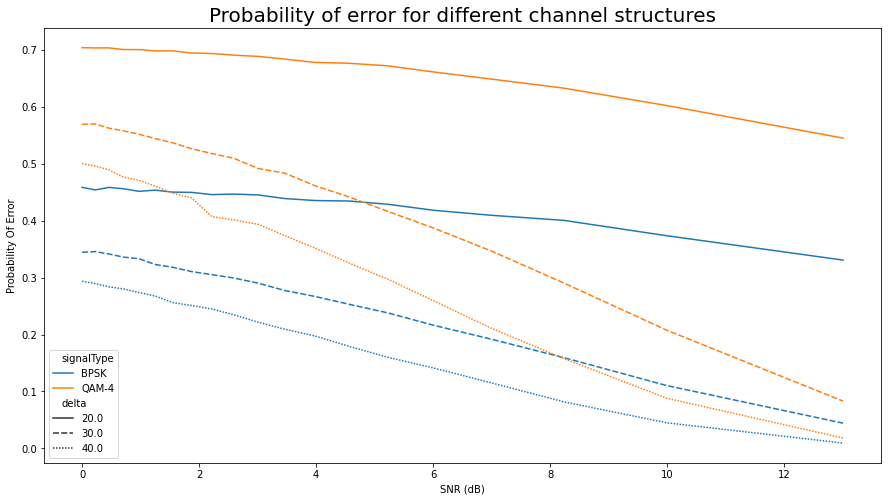 Probability of error for different channel structures
Probability Of Error
0.7
0.6
0.5
0.4
0.3
0.2
0.1
0.0
signalType
BPSK
QAM-4
delta
20.0
30.0
40.0
0 2 4 6 8 10 12
SNR (dB)